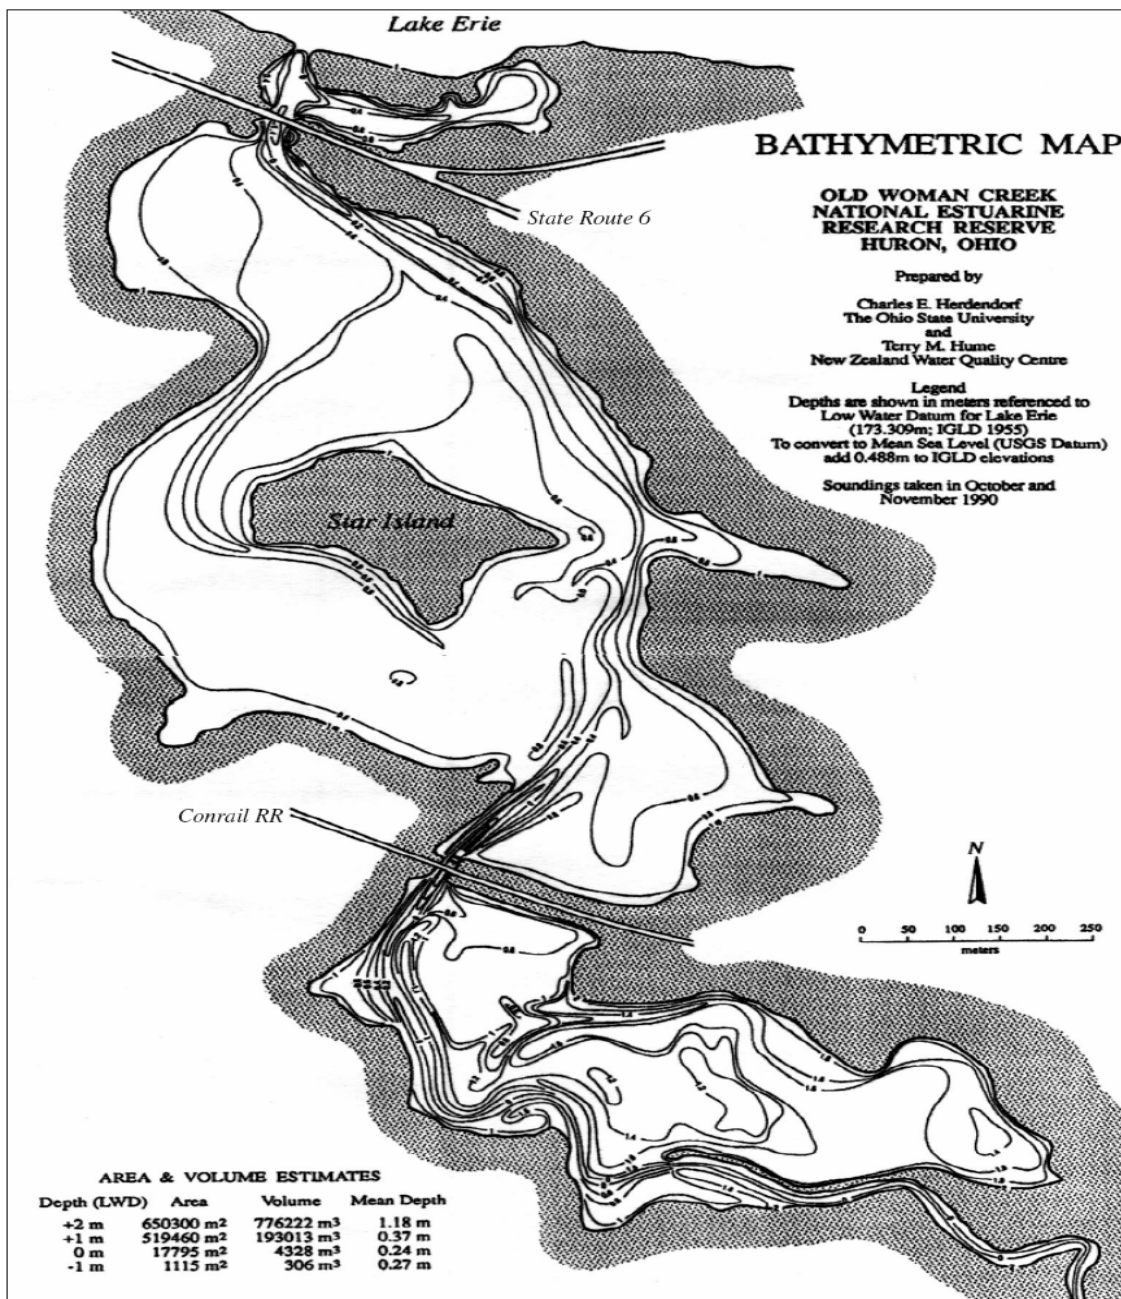 Lake Erie
BATHYMETRIC MAP
OLD WOMAN CREEK
NATIONAL ESTUARINE
RESEARCH RESERVE
HURON, OHIO
State Route 6
Prepared by
Charles E. Herdendorf
The Ohio State University
and
Terry M. Hume
New Zealand Water Quality Centre
Legend
Depths are shown in meters referenced to
Low Water Datum for Lake Erie
(173.309m; IGLD 1955)
To convert to Mean Sea Level (USGS Datum)
add 0.488m to IGLD elevations
Soundings taken in October and
November 1990
Star Island
Conrail RR
N
0 50 100 150 200 250
meters
AREA & VOLUME ESTIMATES
Depth (LWD) Area Volume Mean Depth
+2 m 650300 m² 776222 m³ 1.18 m
+1 m 519460 m² 193013 m³ 0.37 m
0 m 17795 m² 4328 m³ 0.24 m
-1 m 1115 m² 306 m³ 0.27 m